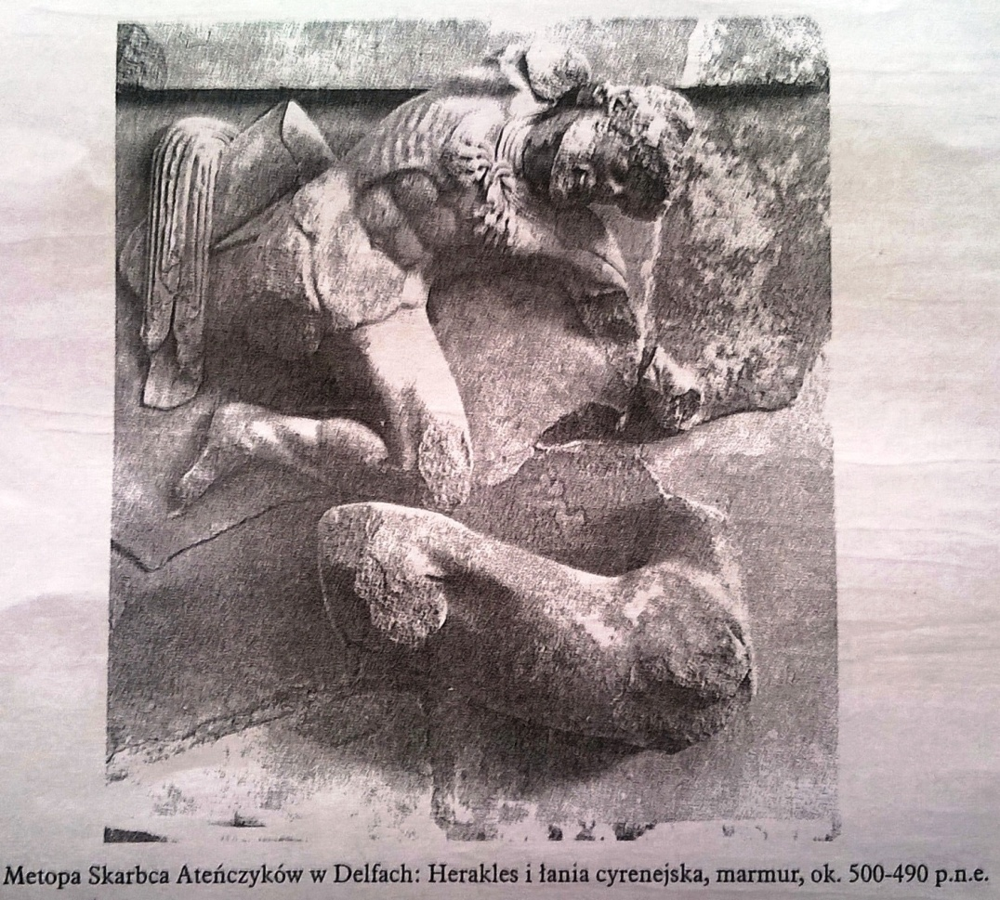 Metopa Skarbca Ateńczyków w Delfach: Herakles i łania cyrenejska, marmur, ok. 500-490 p.n.e.